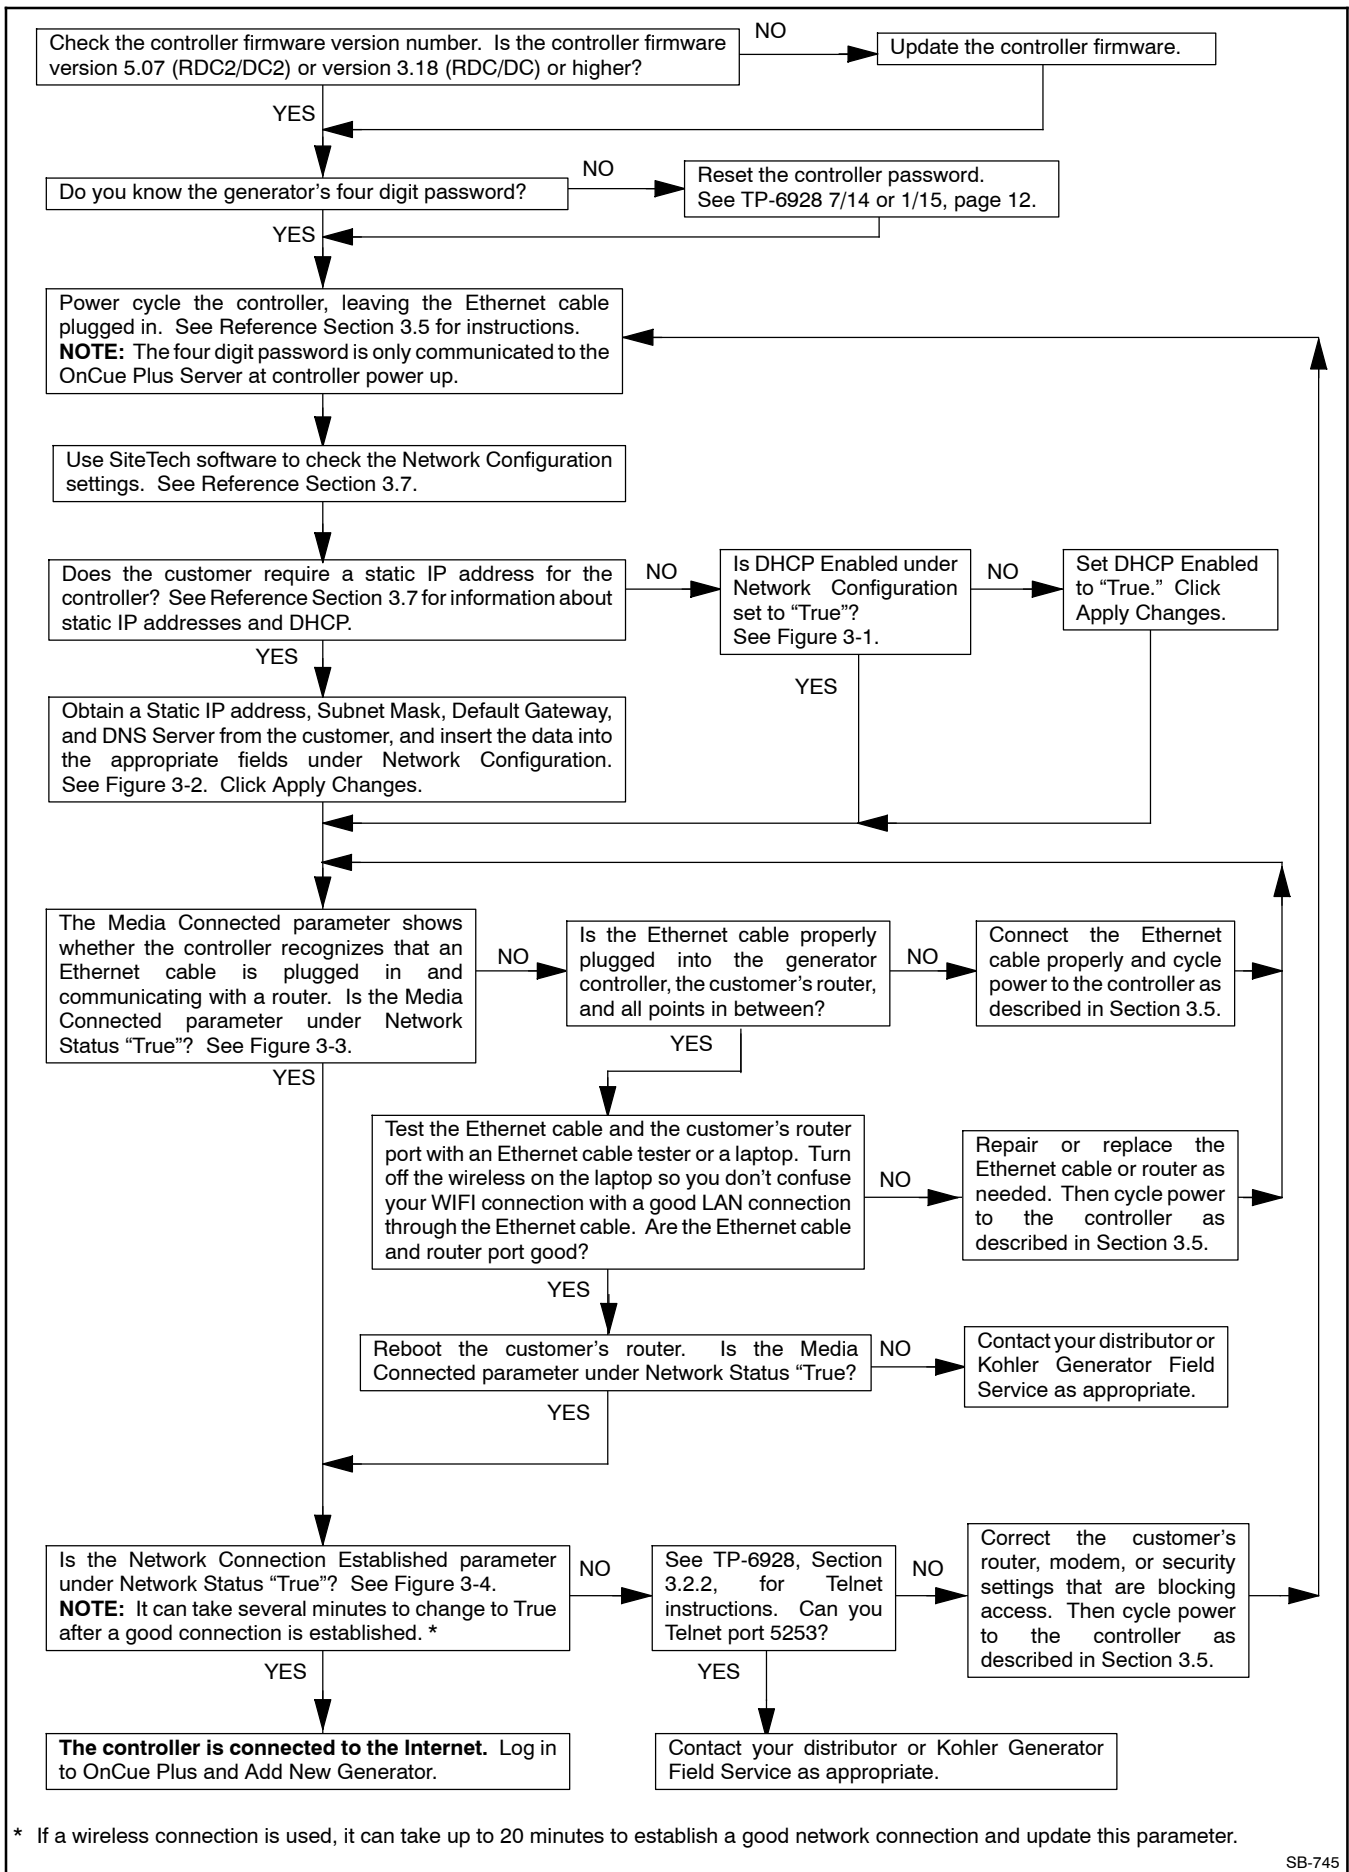 Check the controller firmware version number. Is the controller firmware
version 5.07 (RDC2/DC2) or version 3.18 (RDC/DC) or higher?
NO
Update the controller firmware.
YES
Do you know the generator's four digit password?
NO
Reset the controller password.
See TP-6928 7/14 or 1/15, page 12.
YES
Power cycle the controller, leaving the Ethernet cable
plugged in. See Reference Section 3.5 for instructions.
NOTE: The four digit password is only communicated to the
OnCue Plus Server at controller power up.
Use SiteTech software to check the Network Configuration
settings. See Reference Section 3.7.
Does the customer require a static IP address for the
controller? See Reference Section 3.7 for information about
static IP addresses and DHCP.
NO
Is DHCP Enabled under
Network Configuration
set to “True”?
See Figure 3-1.
NO
Set DHCP Enabled
to “True.” Click
Apply Changes.
YES
YES
Obtain a Static IP address, Subnet Mask, Default Gateway,
and DNS Server from the customer, and insert the data into
the appropriate fields under Network Configuration.
See Figure 3-2. Click Apply Changes.
The Media Connected parameter shows
whether the controller recognizes that an
Ethernet cable is plugged in and
communicating with a router. Is the Media
Connected parameter under Network
Status “True”? See Figure 3-3.
NO
Is the Ethernet cable properly
plugged into the generator
controller, the customer's router,
and all points in between?
NO
Connect the Ethernet
cable properly and cycle
power to the controller as
described in Section 3.5.
YES
YES
Test the Ethernet cable and the customer's router
port with an Ethernet cable tester or a laptop. Turn
off the wireless on the laptop so you don't confuse
your WIFI connection with a good LAN connection
through the Ethernet cable. Are the Ethernet cable
and router port good?
NO
Repair or replace the
Ethernet cable or router as
needed. Then cycle power
to the controller as
described in Section 3.5.
YES
Reboot the customer's router. Is the Media
Connected parameter under Network Status “True?
NO
Contact your distributor or
Kohler Generator Field
Service as appropriate.
YES
Is the Network Connection Established parameter
under Network Status “True”? See Figure 3-4.
NOTE: It can take several minutes to change to True
after a good connection is established. *
NO
See TP-6928, Section
3.2.2, for Telnet
instructions. Can you
Telnet port 5253?
NO
Correct the customer's
router, modem, or security
settings that are blocking
access. Then cycle power
to the controller as
described in Section 3.5.
YES
YES
The controller is connected to the Internet. Log in
to OnCue Plus and Add New Generator.
Contact your distributor or Kohler Generator
Field Service as appropriate.
* If a wireless connection is used, it can take up to 20 minutes to establish a good network connection and update this parameter.
SB-745